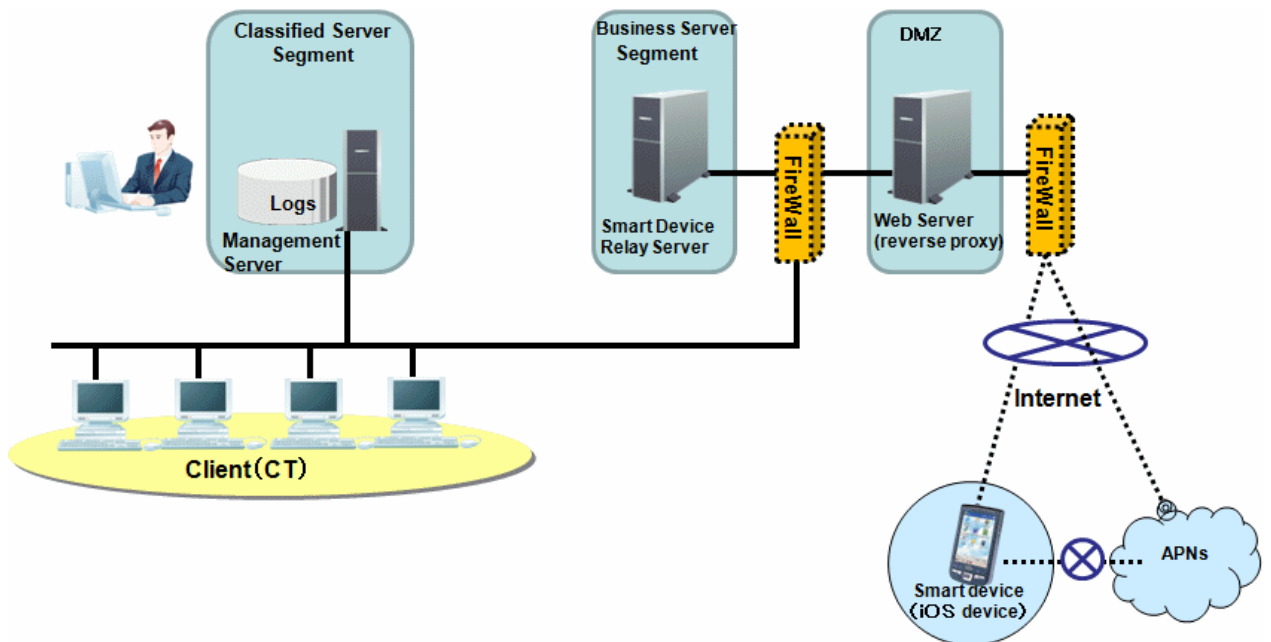 Classified Server
Segment
Logs
Management
Server
Business Server
Segment
Smart Device
Relay Server
FireWall
DMZ
Web Server
(reverse proxy)
FireWall
Internet
Client(CT)
Smart device
(iOS device)
APNs